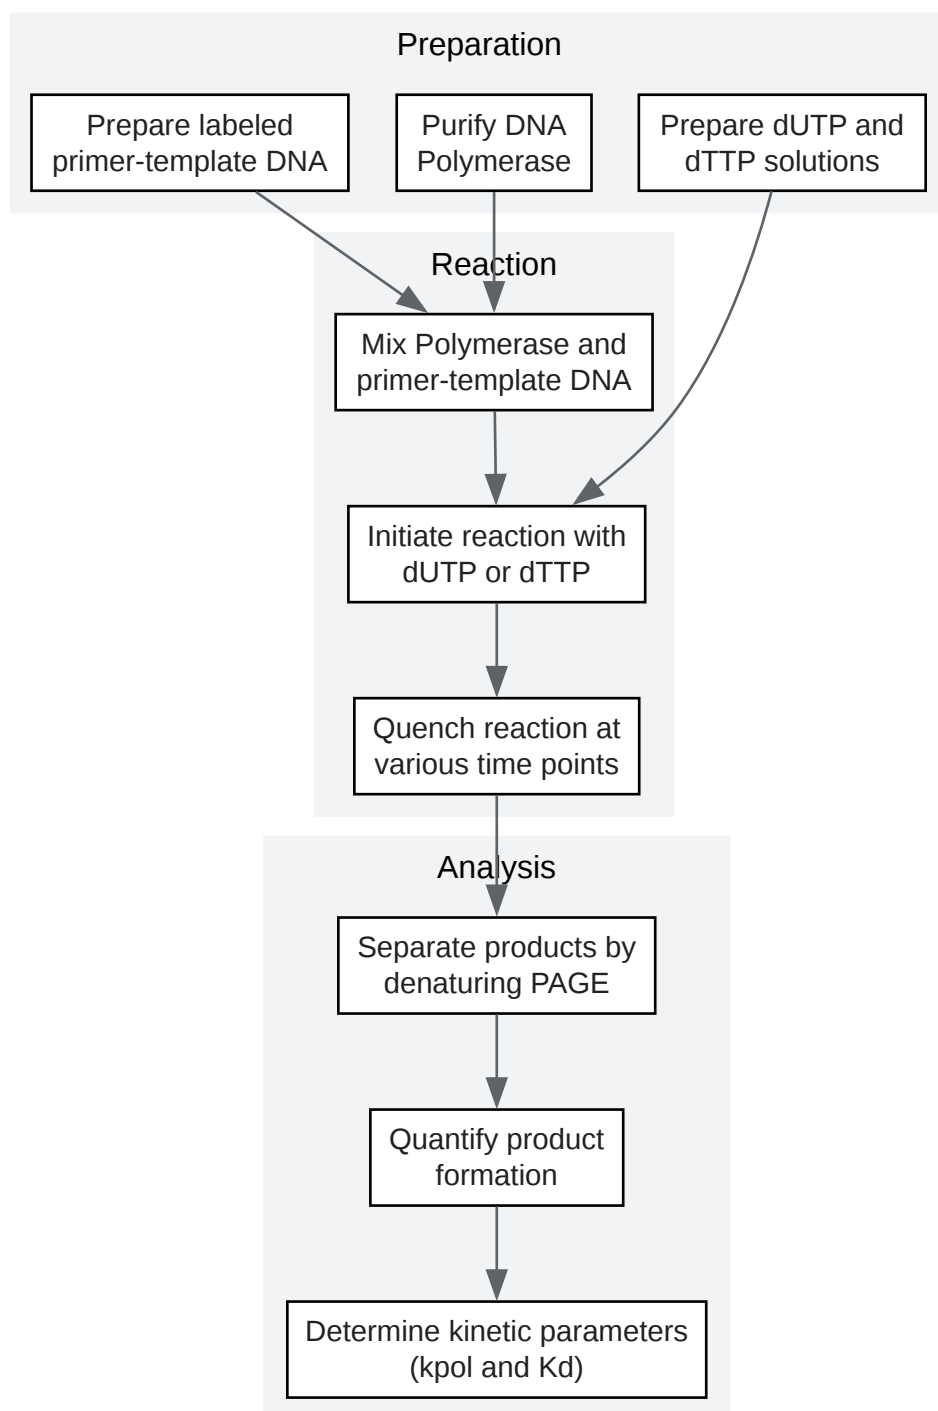 Preparation
Prepare labeled
primer-template DNA
Purify DNA
Polymerase
Prepare dUTP and
dTTP solutions
Reaction
Mix Polymerase and
primer-template DNA
Initiate reaction with
dUTP or dTTP
Quench reaction at
various time points
Analysis
Separate products by
denaturing PAGE
Quantify product
formation
Determine kinetic parameters
(kpol and Kd)